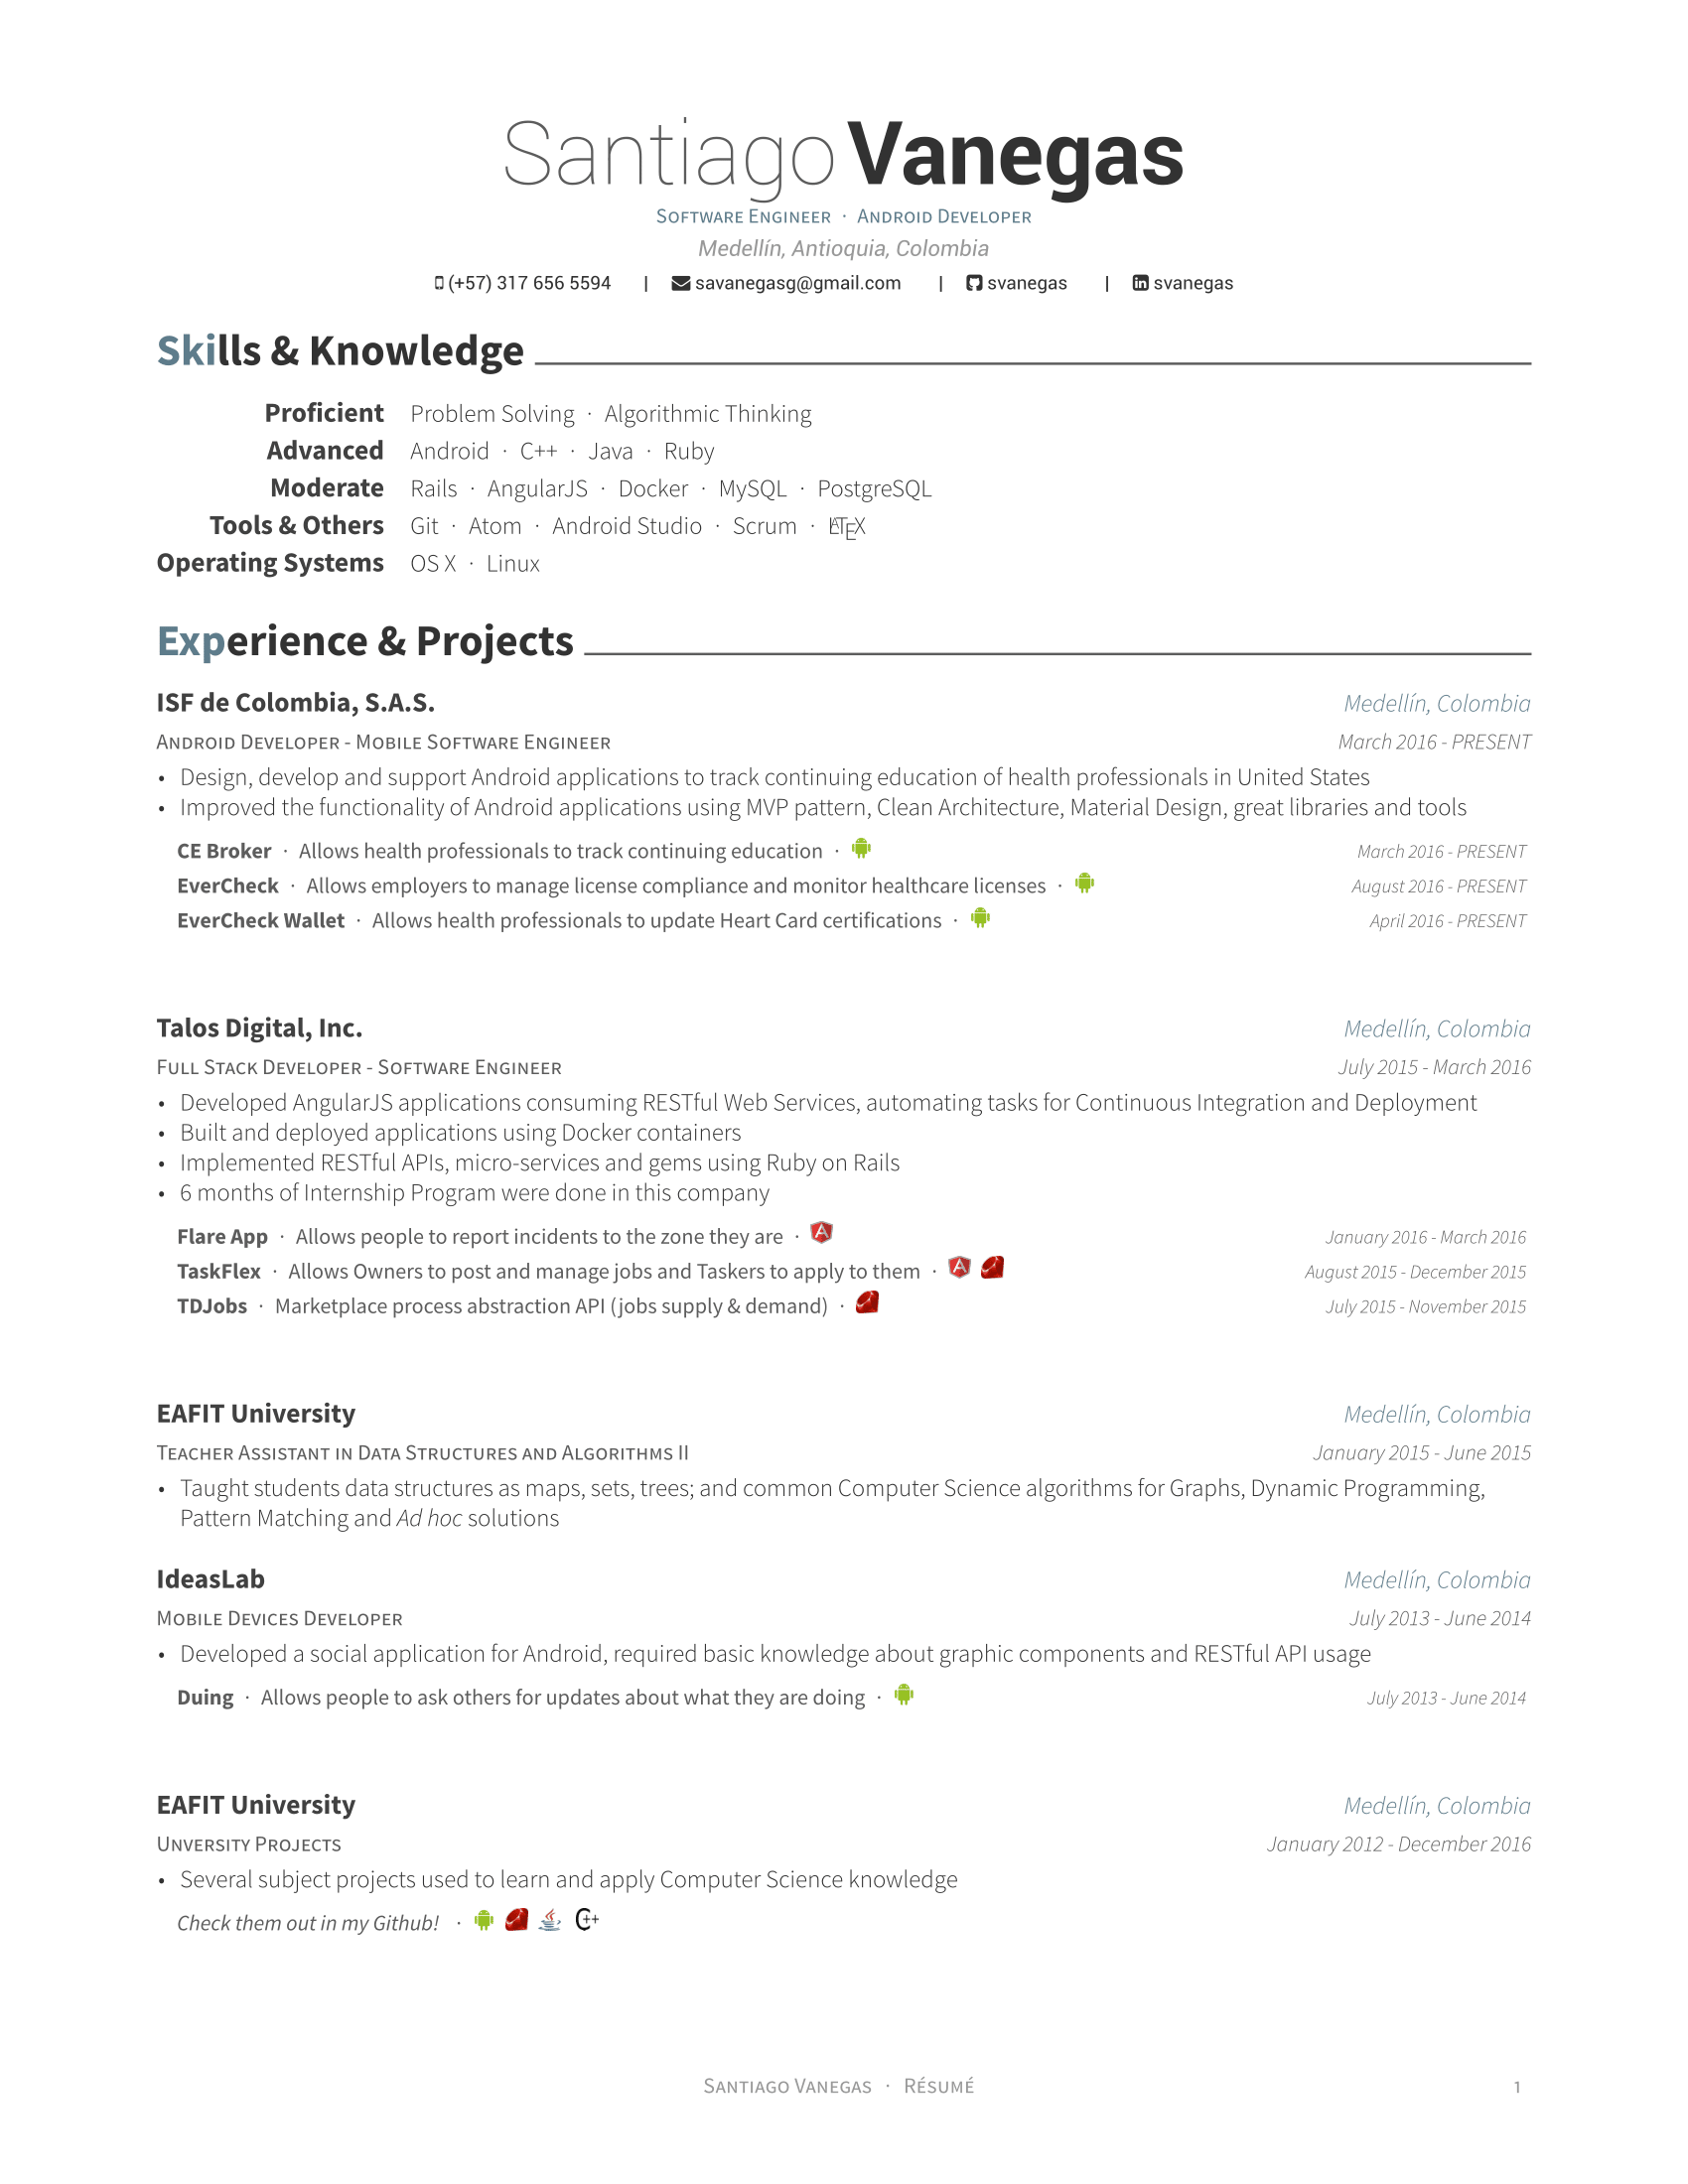 Santiago Vanegas
Software Engineer · Android Developer
Medellín, Antioquia, Colombia
(+57) 317 656 5594 | savanegasg@gmail.com | svanegas | svanegas
Skills & Knowledge
Proficient Problem Solving · Algorithmic Thinking
Advanced Android · C++ · Java · Ruby
Moderate Rails · AngularJS · Docker · MySQL · PostgreSQL
Tools & Others Git · Atom · Android Studio · Scrum · LATEX
Operating Systems OS X · Linux
Experience & Projects
ISF de Colombia, S.A.S. Medellín, Colombia
Android Developer - Mobile Software Engineer March 2016 - PRESENT
• Design, develop and support Android applications to track continuing education of health professionals in United States
• Improved the functionality of Android applications using MVP pattern, Clean Architecture, Material Design, great libraries and tools
CE Broker · Allows health professionals to track continuing education · March 2016 - PRESENT
EverCheck · Allows employers to manage license compliance and monitor healthcare licenses · August 2016 - PRESENT
EverCheck Wallet · Allows health professionals to update Heart Card certifications · April 2016 - PRESENT
Talos Digital, Inc. Medellín, Colombia
Full Stack Developer - Software Engineer July 2015 - March 2016
• Developed AngularJS applications consuming RESTful Web Services, automating tasks for Continuous Integration and Deployment
• Built and deployed applications using Docker containers
• Implemented RESTful APIs, micro-services and gems using Ruby on Rails
• 6 months of Internship Program were done in this company
Flare App · Allows people to report incidents to the zone they are · January 2016 - March 2016
TaskFlex · Allows Owners to post and manage jobs and Taskers to apply to them · August 2015 - December 2015
TDJobs · Marketplace process abstraction API (jobs supply & demand) · July 2015 - November 2015
EAFIT University Medellín, Colombia
Teacher Assistant in Data Structures and Algorithms II January 2015 - June 2015
• Taught students data structures as maps, sets, trees; and common Computer Science algorithms for Graphs, Dynamic Programming,
Pattern Matching and Ad hoc solutions
IdeasLab Medellín, Colombia
Mobile Devices Developer July 2013 - June 2014
• Developed a social application for Android, required basic knowledge about graphic components and RESTful API usage
Duing · Allows people to ask others for updates about what they are doing · July 2013 - June 2014
EAFIT University Medellín, Colombia
Unversity Projects January 2012 - December 2016
• Several subject projects used to learn and apply Computer Science knowledge
Check them out in my Github! · C++
Santiago Vanegas · Résumé 1